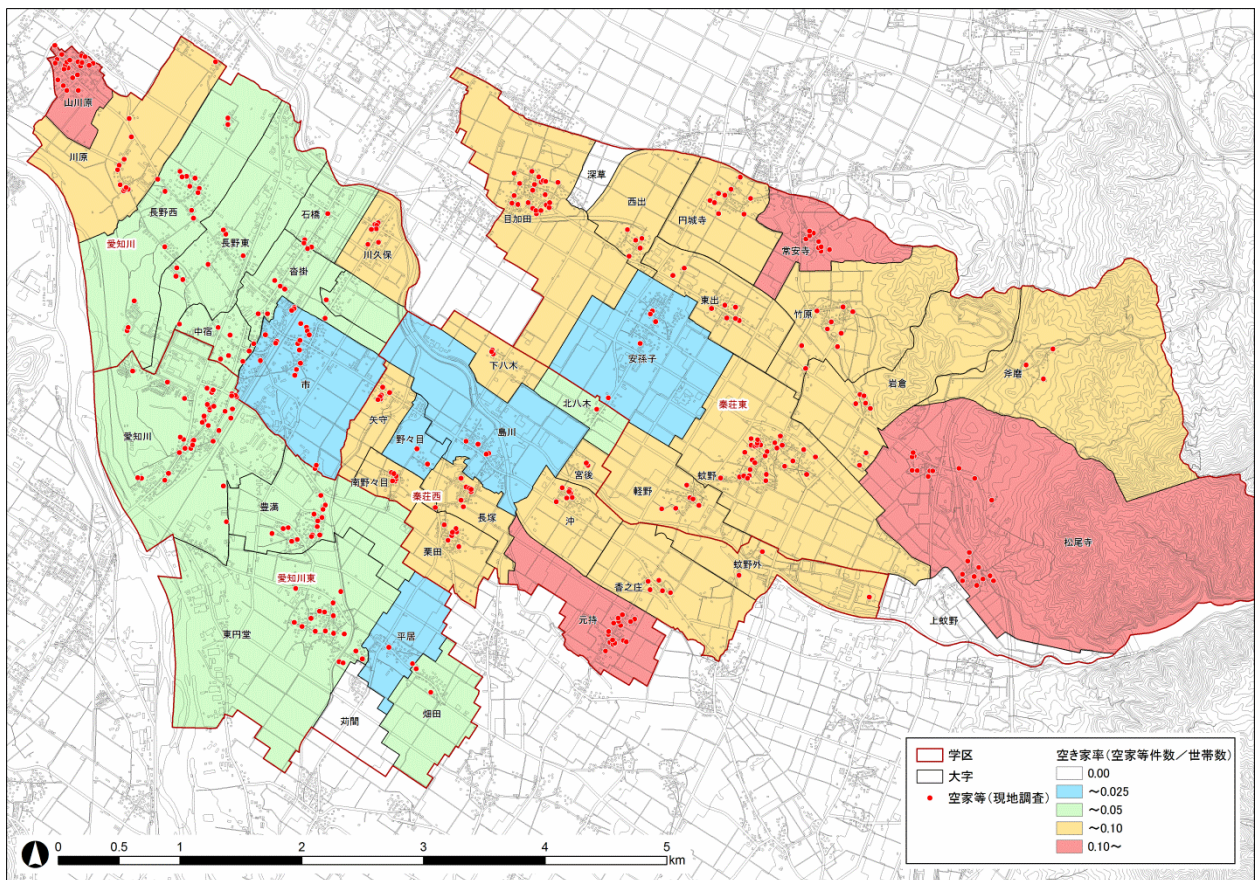 山川原
川原
長野西
愛知川
長野東
石橋
沓掛
川久保
中宿
市
愛知川
豊満
愛知川東
東円堂
平居
苅間
畑田
目加田
深草
西出
円城寺
常安寺
東出
竹原
安孫子
岩倉
斧磨
下八木
北八木
秦荘東
矢守
野々目
島川
南野々目
秦荘西
長塚
栗田
宮後
沖
軽野
蚊野
松尾寺
香之庄
蚊野外
元持
上蚊野
学区
大字
空家等(現地調査)
空き家率(空家等件数/世帯数)
0.00
~0.025
~0.05
~0.10
0.10~
0 0.5 1 2 3 4 5
km